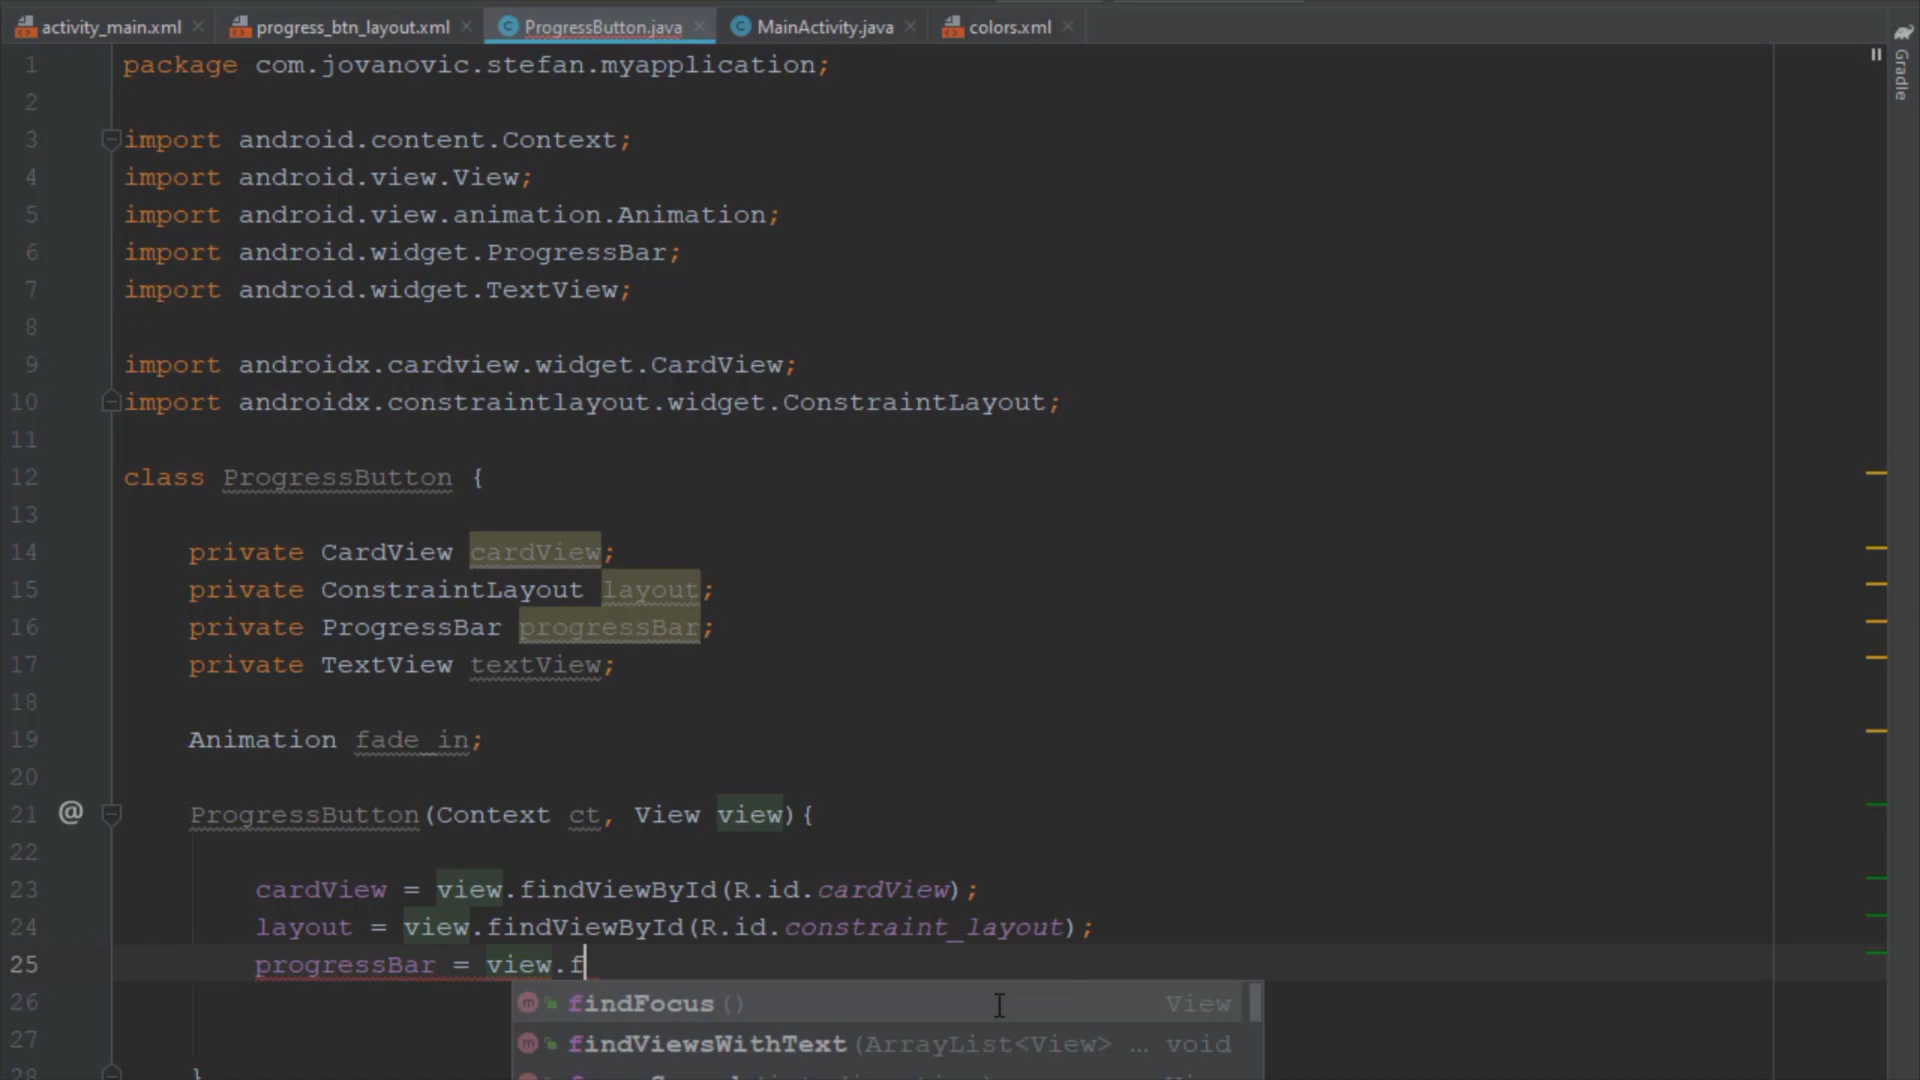 activity_main.xml progress_btn_layout.xml ProgressButton.java MainActivity.java colors.xml
Gradle
1 package com.jovanovic.stefan.myapplication;
2
3 import android.content.Context;
4 import android.view.View;
5 import android.view.animation.Animation;
6 import android.widget.ProgressBar;
7 import android.widget.TextView;
8
9 import androidx.cardview.widget.CardView;
10 import androidx.constraintlayout.widget.ConstraintLayout;
11
12 class ProgressButton {
13
14 private CardView cardView;
15 private ConstraintLayout layout;
16 private ProgressBar progressBar;
17 private TextView textView;
18
19 Animation fade_in;
20
21 @ ProgressButton(Context ct, View view){
22
23 cardView = view.findViewById(R.id.cardView);
24 layout = view.findViewById(R.id.constraint_layout);
25 progressBar = view.f
26 m findFocus() View
27 m findViewsWithText(ArrayList<View> ... void
28 }